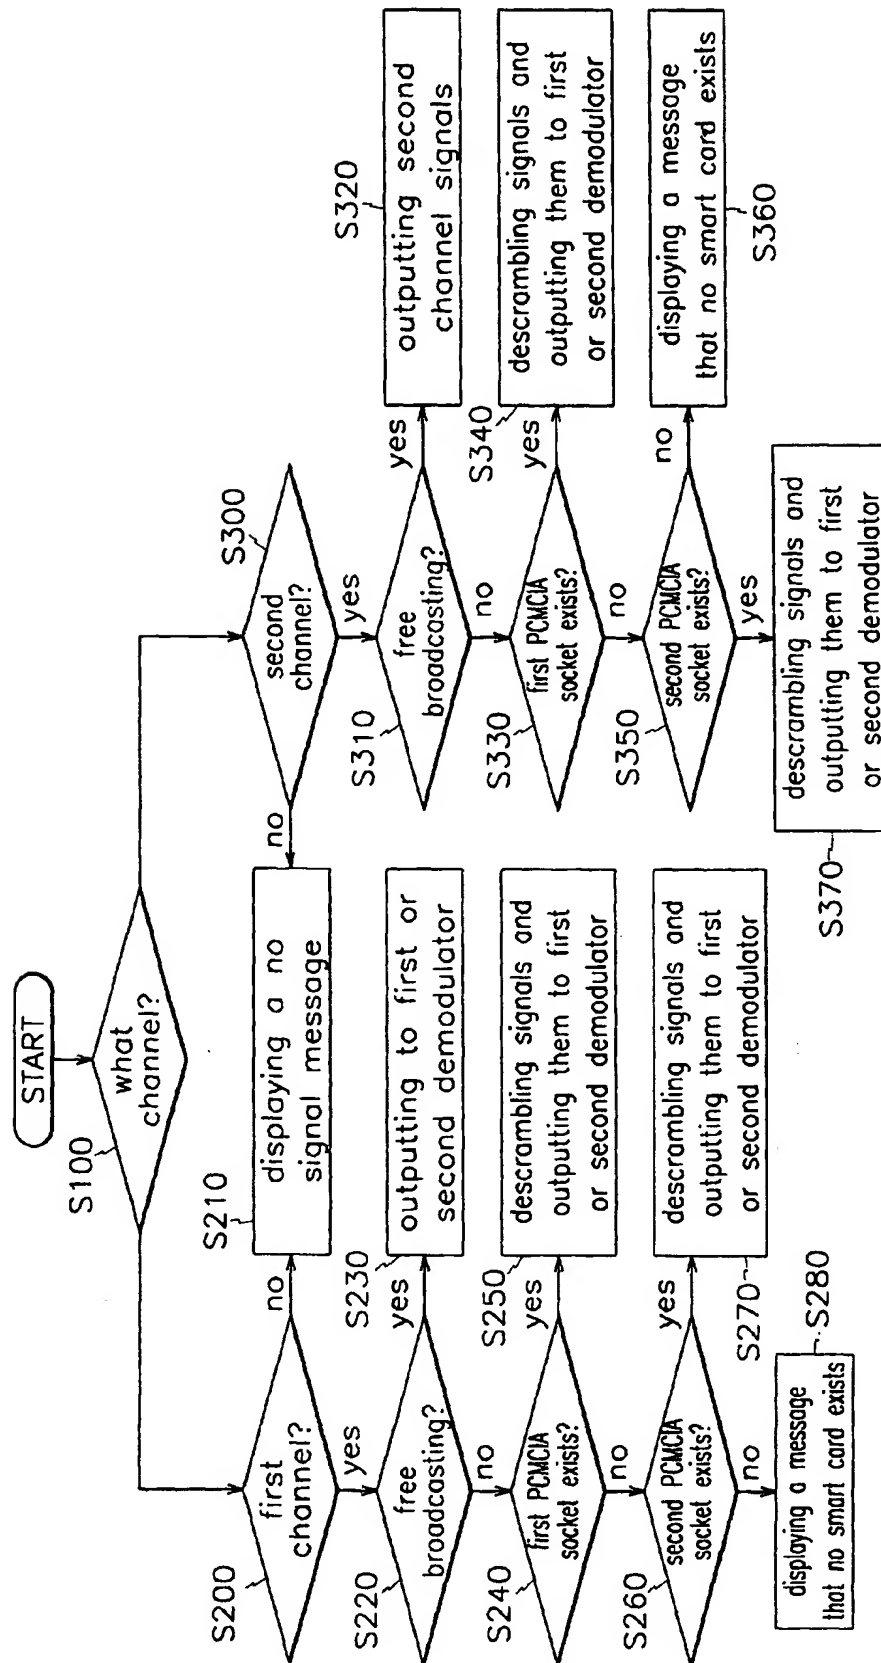 START
S100
what
channel?
S200
first
channel?
no
yes
S210
displaying a no
signal message
S300
second
channel?
no
yes
S220
free
broadcasting?
yes
no
S230
outputting to first or
second demodulator
S310
free
broadcasting?
yes
no
S320
outputting second
channel signals
S240
first PCMCIA
socket exists?
yes
no
S250
descrambling signals and
outputting them to first
or second demodulator
S330
first PCMCIA
socket exists?
yes
no
S340
descrambling signals and
outputting them to first
or second demodulator
S260
second PCMCIA
socket exists?
yes
no
S270
descrambling signals and
outputting them to first
or second demodulator
S350
second PCMCIA
socket exists?
no
yes
S360
displaying a message
that no smart card exists
S280
displaying a message
that no smart card exists
S370
descrambling signals and
outputting them to first
or second demodulator